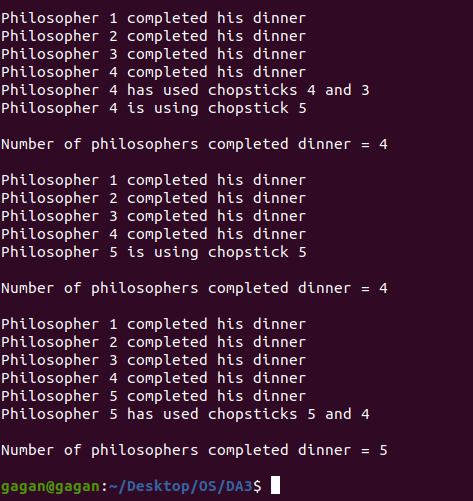 Philosopher 1 completed his dinner
Philosopher 2 completed his dinner
Philosopher 3 completed his dinner
Philosopher 4 completed his dinner
Philosopher 4 has used chopsticks 4 and 3
Philosopher 4 is using chopstick 5
Number of philosophers completed dinner = 4
Philosopher 1 completed his dinner
Philosopher 2 completed his dinner
Philosopher 3 completed his dinner
Philosopher 4 completed his dinner
Philosopher 5 is using chopstick 5
Number of philosophers completed dinner = 4
Philosopher 1 completed his dinner
Philosopher 2 completed his dinner
Philosopher 3 completed his dinner
Philosopher 4 completed his dinner
Philosopher 5 completed his dinner
Philosopher 5 has used chopsticks 5 and 4
Number of philosophers completed dinner = 5
gagan@gagan:~/Desktop/OS/DA3$